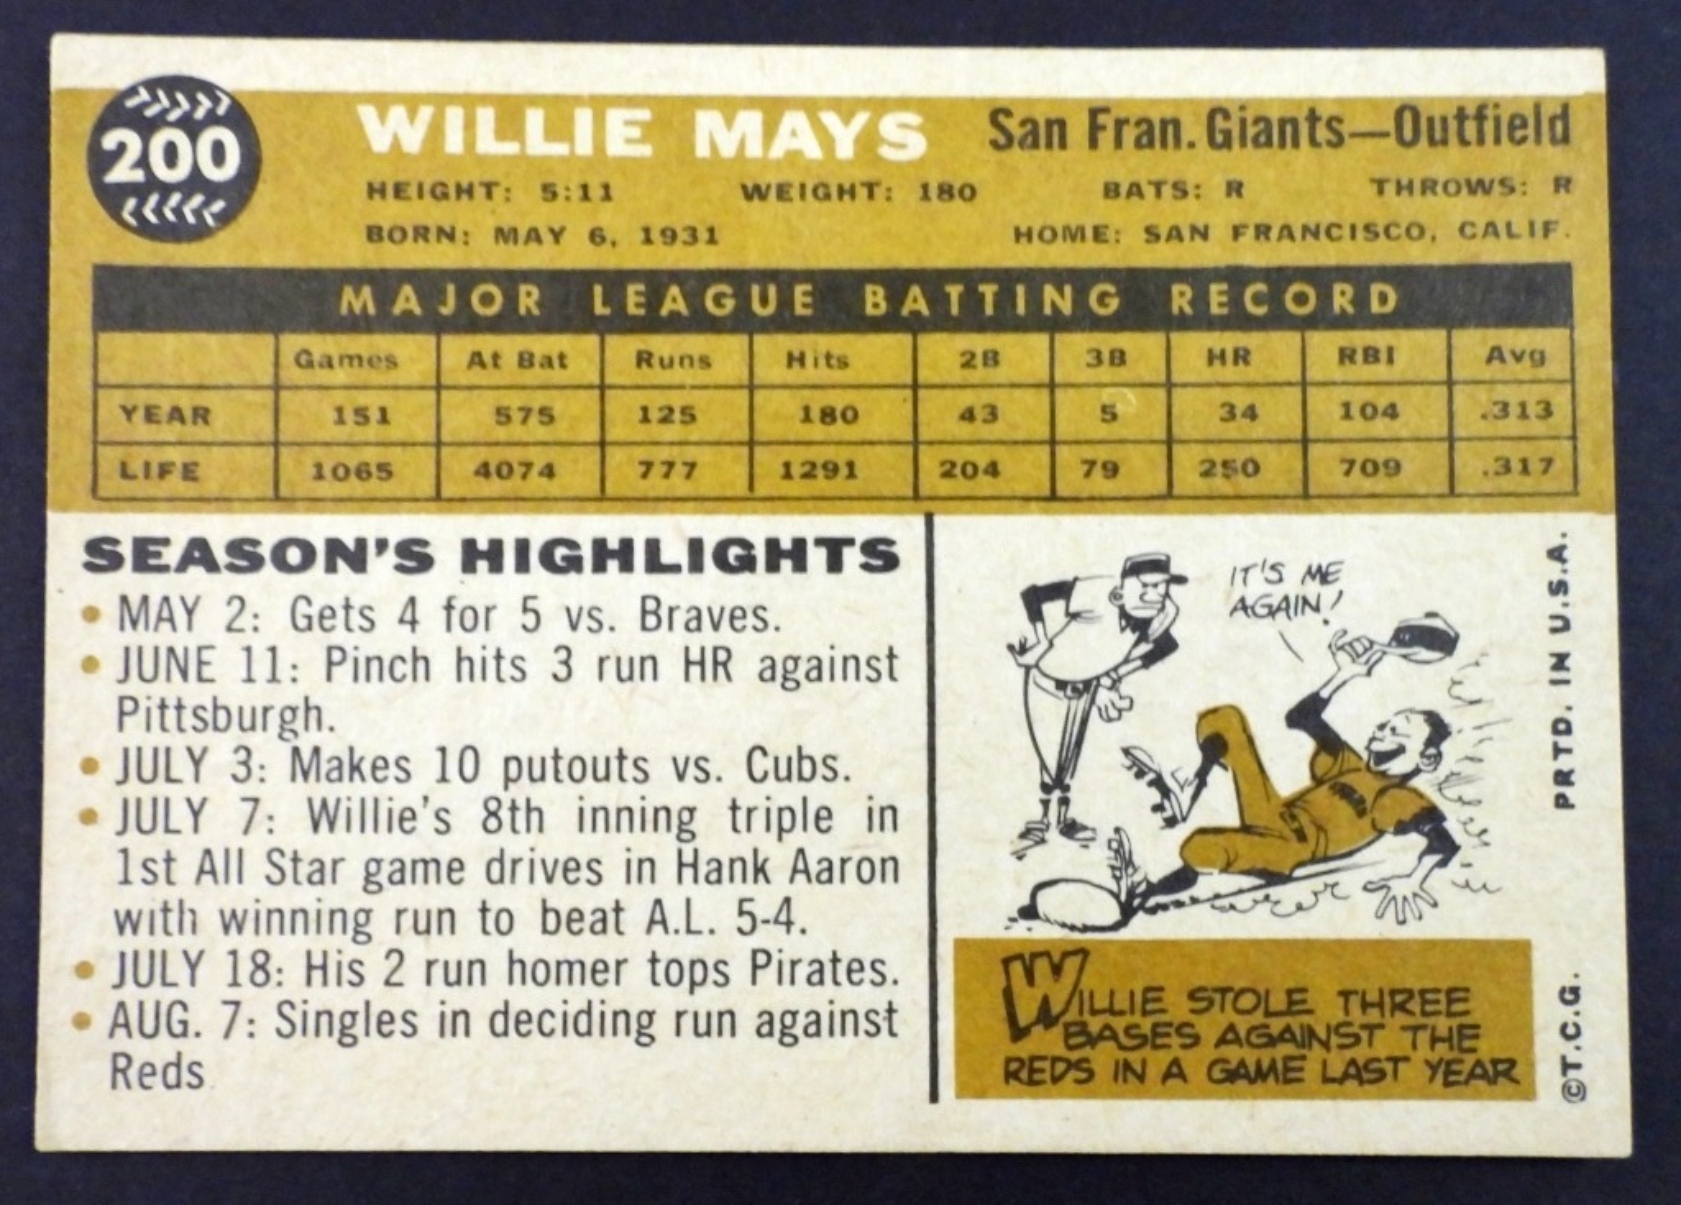 200
WILLIE MAYS San Fran. Giants—Outfield
HEIGHT: 5:11 WEIGHT: 180 BATS: R THROWS: R
BORN: MAY 6, 1931 HOME: SAN FRANCISCO, CALIF.
MAJOR LEAGUE BATTING RECORD
Games At Bat Runs Hits 2B 3B HR RBI Avg
YEAR 151 575 125 180 43 5 34 104 .313
LIFE 1065 4074 777 1291 204 79 250 709 .317
SEASON'S HIGHLIGHTS
• MAY 2: Gets 4 for 5 vs. Braves.
• JUNE 11: Pinch hits 3 run HR against
Pittsburgh.
• JULY 3: Makes 10 putouts vs. Cubs.
• JULY 7: Willie's 8th inning triple in
1st All Star game drives in Hank Aaron
with winning run to beat A.L. 5-4.
• JULY 18: His 2 run homer tops Pirates.
• AUG. 7: Singles in deciding run against
Reds
IT'S ME
AGAIN!
WILLIE STOLE THREE
BASES AGAINST THE
REDS IN A GAME LAST YEAR
©T.C.G. PRTD. IN U.S.A.